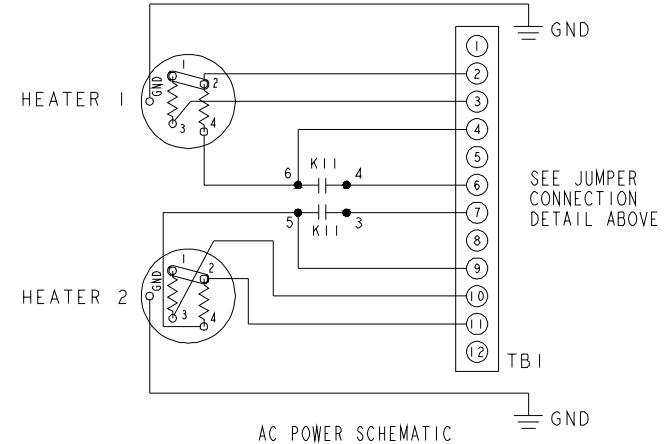 GND
1
HEATER 1
GND
1
2
3
4
2
3
4
5
6
K11
4
6
6
SEE JUMPER
CONNECTION
DETAIL ABOVE
5
K11
3
7
8
HEATER 2
GND
1
2
3
4
9
10
11
12
TB1
GND
AC POWER SCHEMATIC